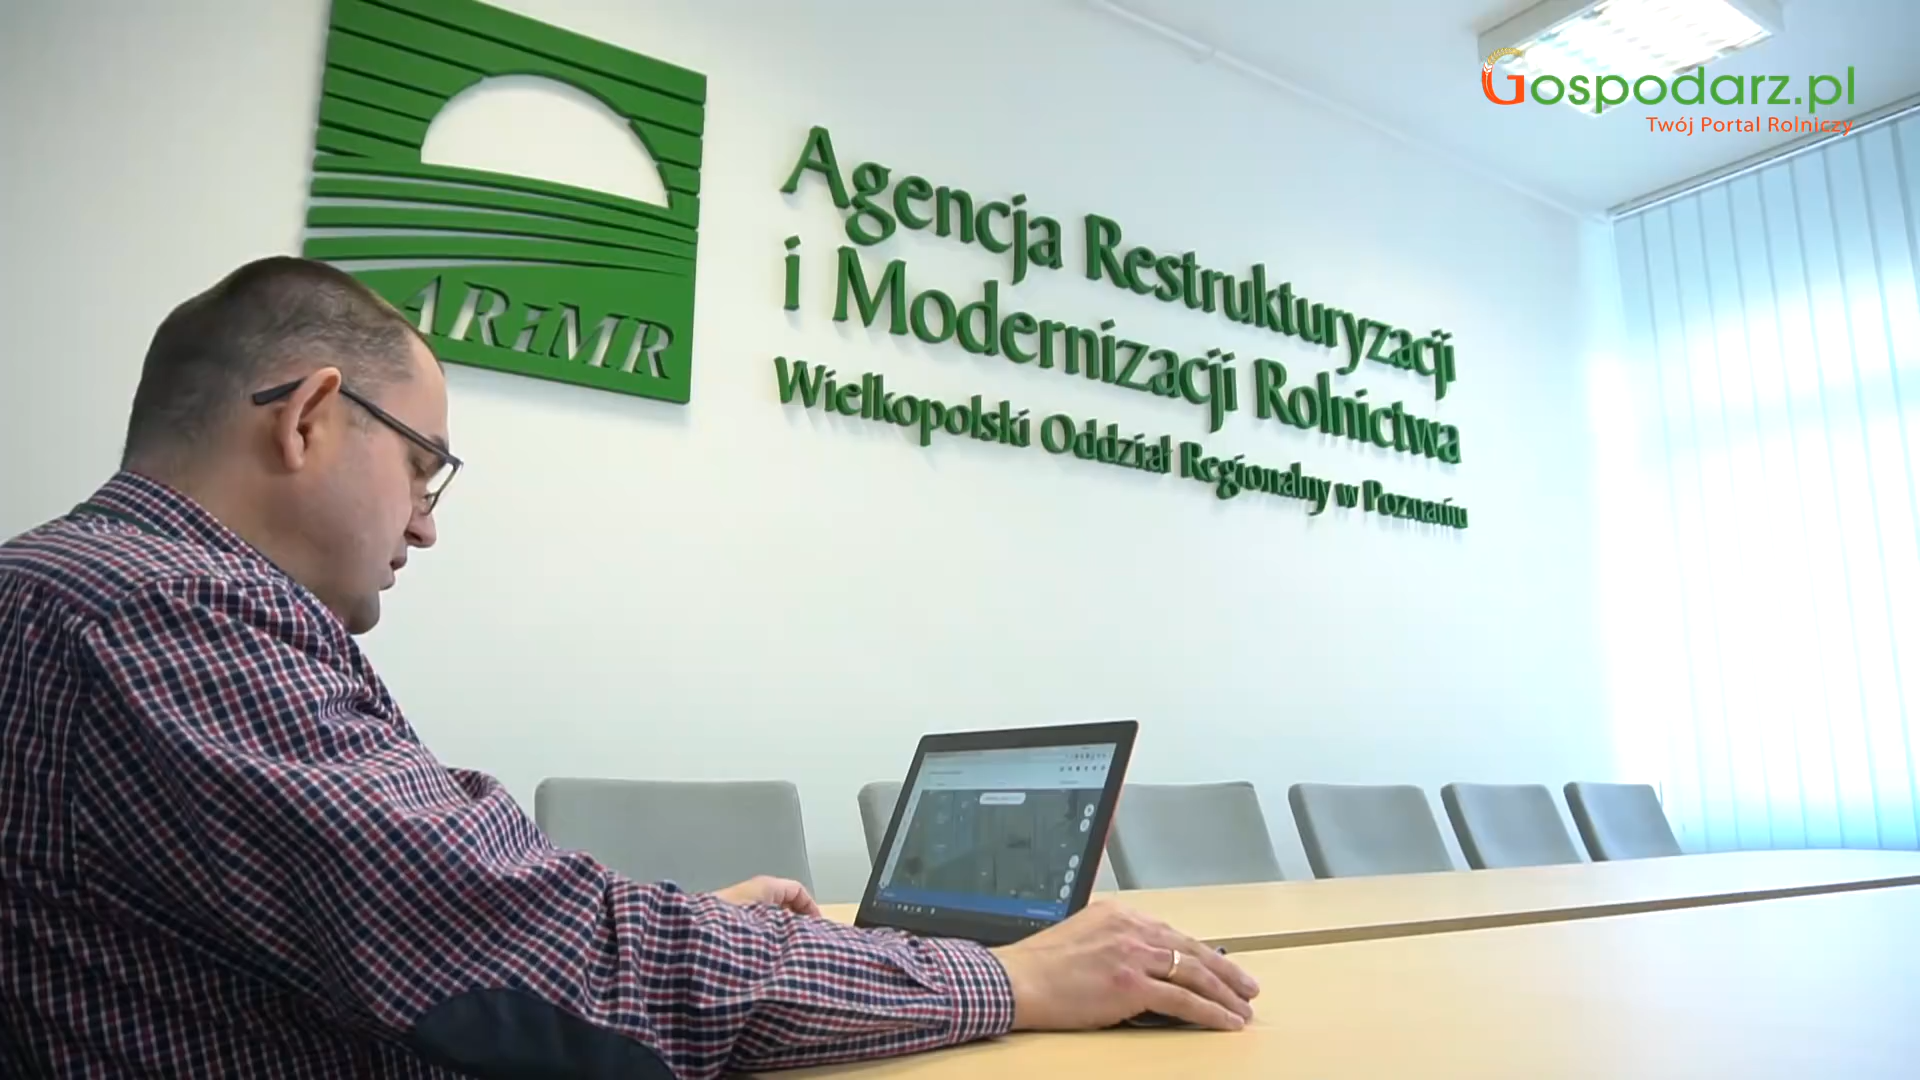 Gospodarz.pl
Twój Portal Rolniczy
ARiMR
Agencja Restrukturyzacji
i Modernizacji Rolnictwa
Wielkopolski Oddział Regionalny w Poznaniu